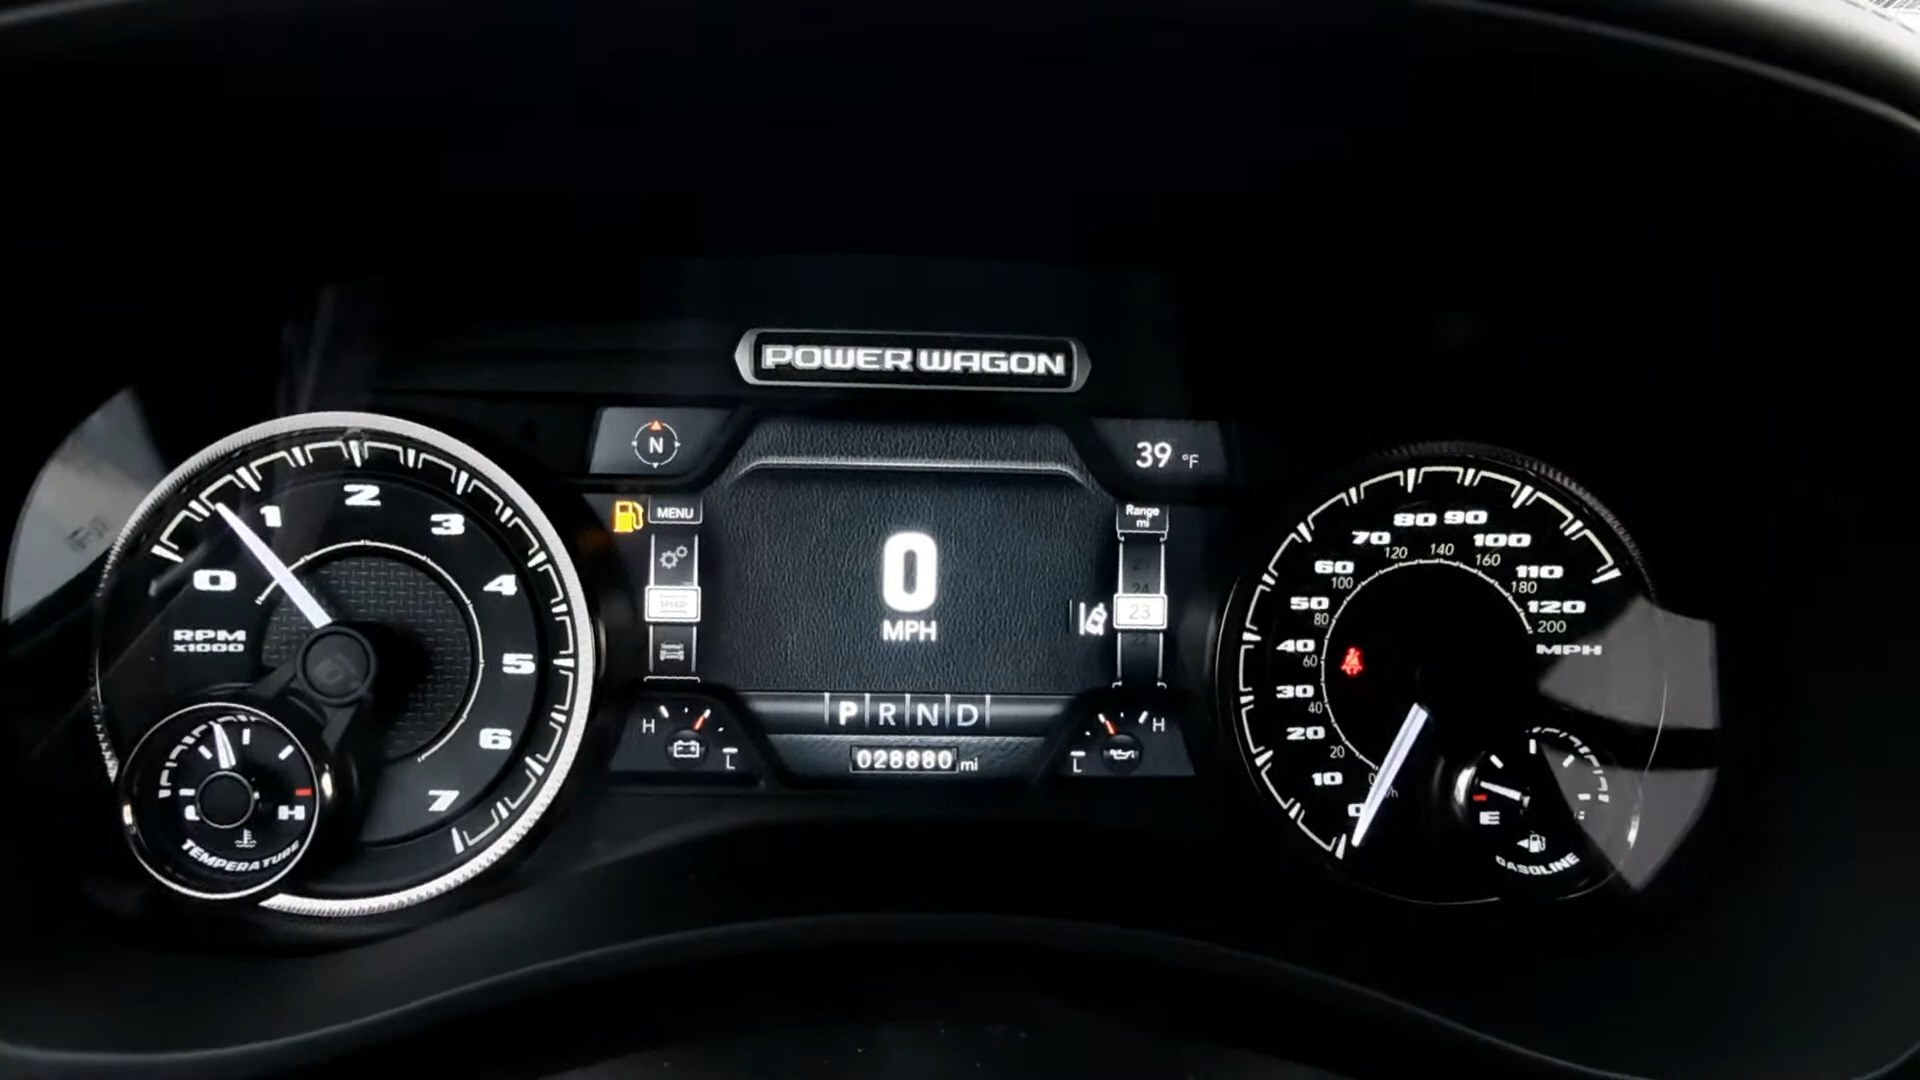 POWER WAGON
N
39 °F
MENU
Range
mi
SPEED
23
0
MPH
P R N D
028880 mi
H
L
H
L
0
1
2
3
4
5
6
7
RPM
x1000
H
TEMPERATURE
0
10
20
30
40
50
60
70
80
90
100
110
120
MPH
20
40
60
80
100
120
140
160
180
200
E
GASOLINE